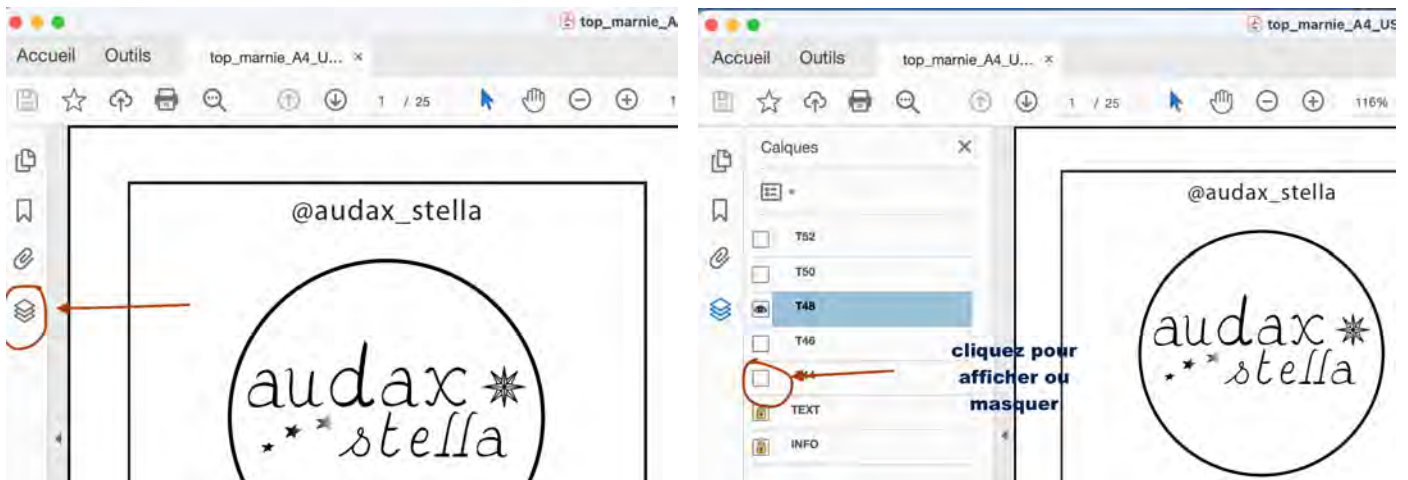 top_marnie_A
Accueil Outils top_marnie_A4_U... ×
1 / 25 1
@audax_stella
audax
stella
top_marnie_A4_US
Accueil Outils top_marnie_A4_U... ×
1 / 25 116%
Calques
T52
T50
T48
T46
TEXT
INFO
cliquez pour
afficher ou
masquer
@audax_stella
audax
stella